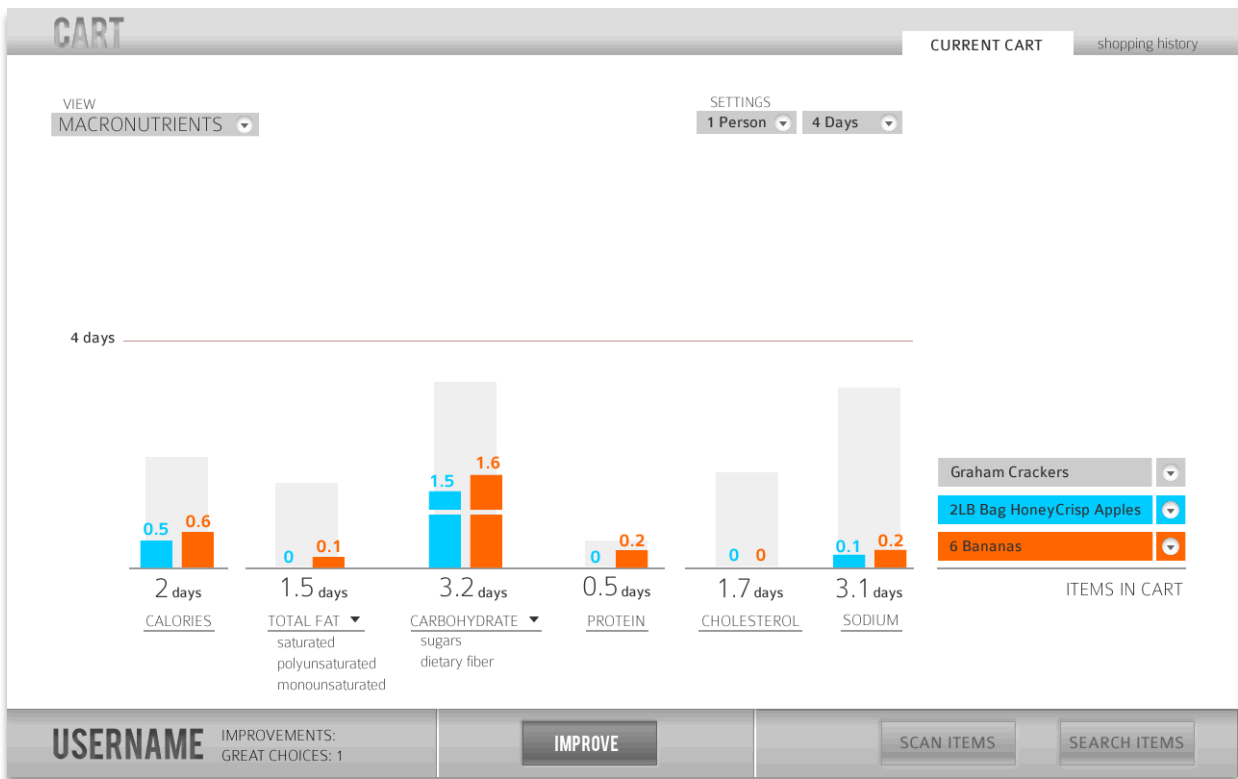 CART
CURRENT CART
shopping history
VIEW
MACRONUTRIENTS
SETTINGS
1 Person
4 Days
4 days
0.5
0.6
0
0.1
1.5
1.6
0
0.2
0
0
0.1
0.2
2 days
1.5 days
3.2 days
0.5 days
1.7 days
3.1 days
CALORIES
TOTAL FAT
saturated
polyunsaturated
monounsaturated
CARBOHYDRATE
sugars
dietary fiber
PROTEIN
CHOLESTEROL
SODIUM
Graham Crackers
2LB Bag HoneyCrisp Apples
6 Bananas
ITEMS IN CART
USERNAME
IMPROVEMENTS:
GREAT CHOICES: 1
IMPROVE
SCAN ITEMS
SEARCH ITEMS